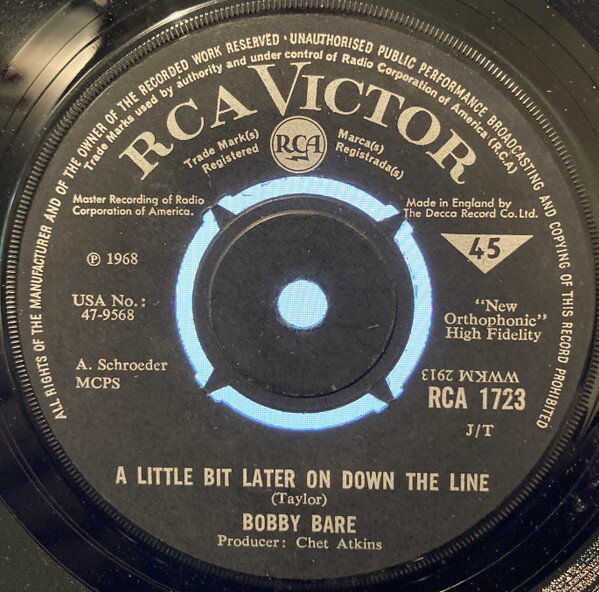 ALL RIGHTS OF THE MANUFACTURER AND OF THE OWNER OF THE RECORDED WORK RESERVED · UNAUTHORISED PUBLIC PERFORMANCE BROADCASTING AND COPYING OF THIS RECORD PROHIBITED
Trade Marks used by authority and under control of Radio Corporation of America (R.C.A)
RCA VICTOR
Trade Mark(s)
Registered
RCA
Marca(s)
Registrada(s)
Master Recording of Radio
Corporation of America.
Made in England by
The Decca Record Co. Ltd.
45
℗ 1968
USA No.:
47-9568
"New
Orthophonic"
High Fidelity
A. Schroeder
MCPS
WWKM 2913
RCA 1723
J/T
A LITTLE BIT LATER ON DOWN THE LINE
(Taylor)
BOBBY BARE
Producer: Chet Atkins